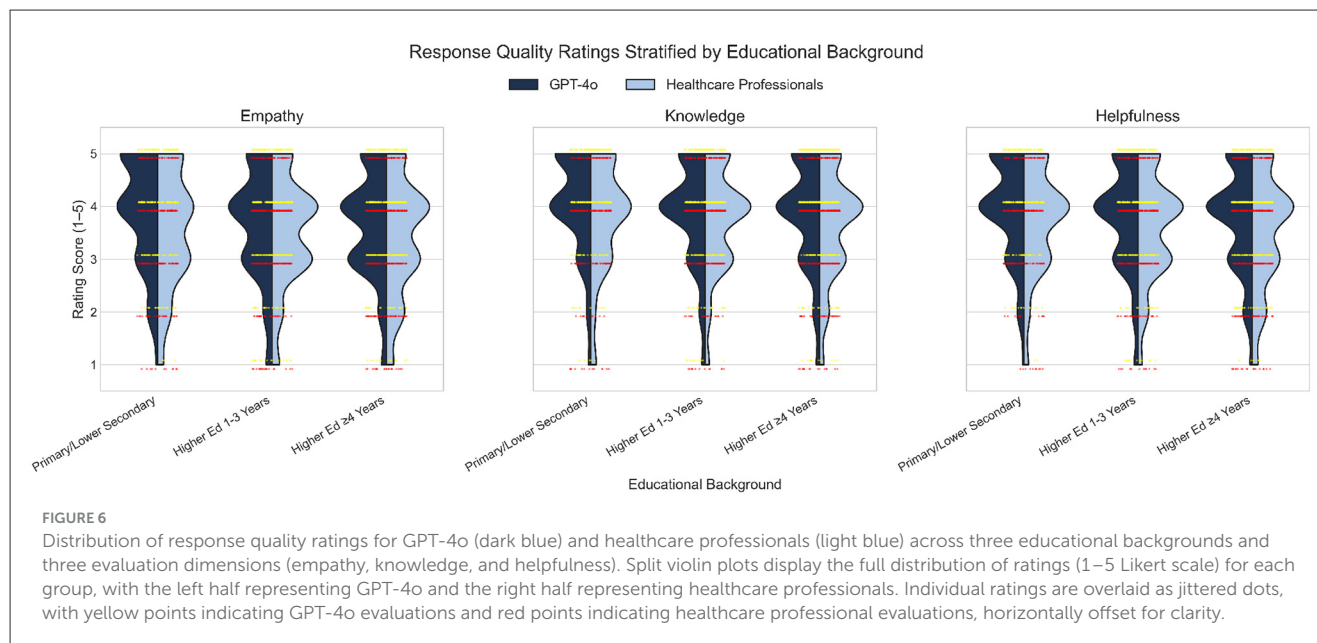 Response Quality Ratings Stratified by Educational Background
GPT-4o Healthcare Professionals
Empathy Knowledge Helpfulness
Rating Score (1–5)
5
4
3
2
1
Primary/Lower Secondary Higher Ed 1-3 Years Higher Ed ≥4 Years Primary/Lower Secondary Higher Ed 1-3 Years Higher Ed ≥4 Years Primary/Lower Secondary Higher Ed 1-3 Years Higher Ed ≥4 Years
Educational Background
FIGURE 6
Distribution of response quality ratings for GPT-4o (dark blue) and healthcare professionals (light blue) across three educational backgrounds and
three evaluation dimensions (empathy, knowledge, and helpfulness). Split violin plots display the full distribution of ratings (1–5 Likert scale) for each
group, with the left half representing GPT-4o and the right half representing healthcare professionals. Individual ratings are overlaid as jittered dots,
with yellow points indicating GPT-4o evaluations and red points indicating healthcare professional evaluations, horizontally offset for clarity.